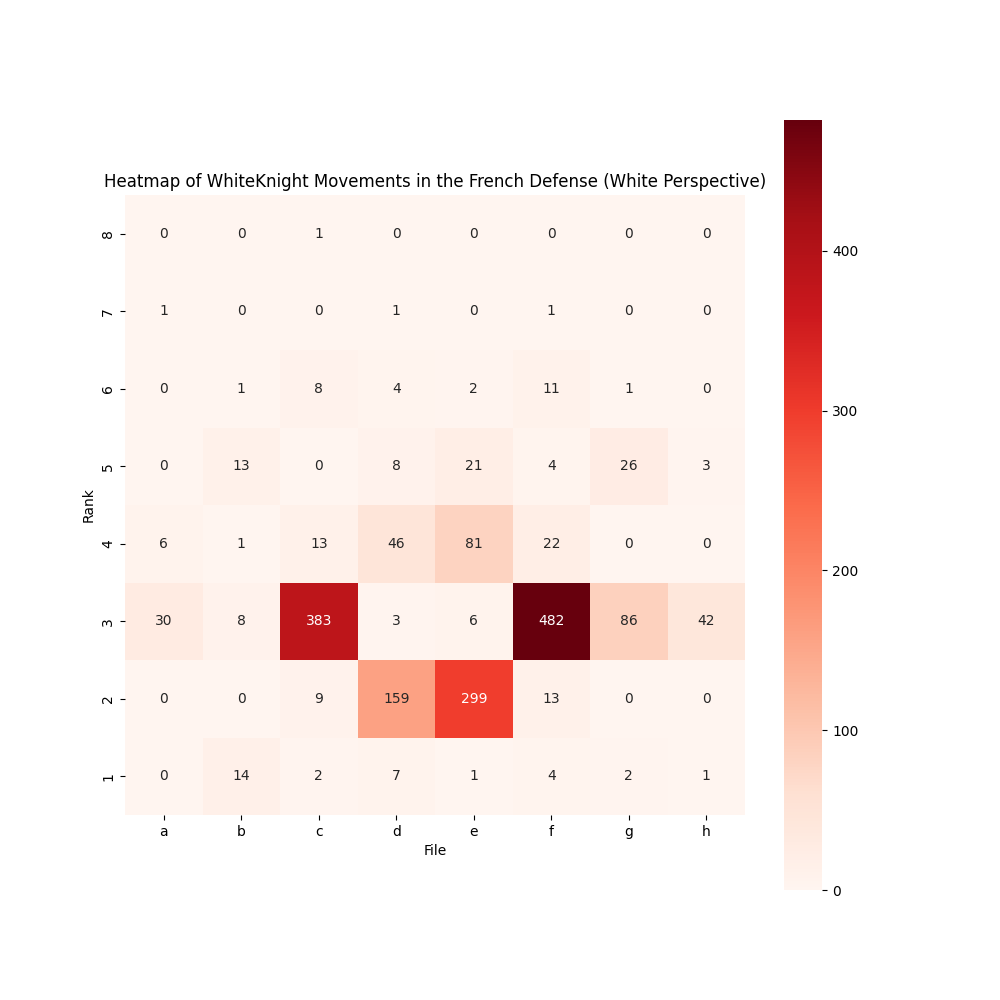 Heatmap of WhiteKnight Movements in the French Defense (White Perspective)
8 0 0 1 0 0 0 0 0
7 1 0 0 1 0 1 0 0
6 0 1 8 4 2 11 1 0
5 0 13 0 8 21 4 26 3
4 6 1 13 46 81 22 0 0
3 30 8 383 3 6 482 86 42
2 0 0 9 159 299 13 0 0
1 0 14 2 7 1 4 2 1
a b c d e f g h
File
Rank
400
300
200
100
0